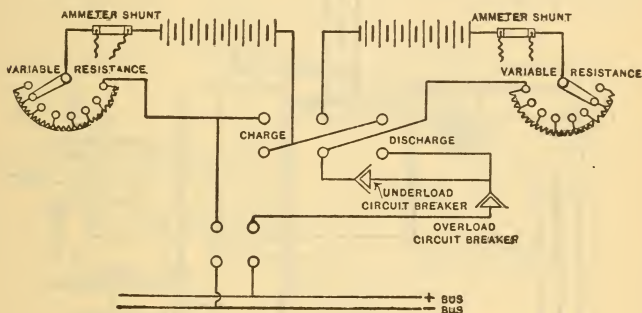 AMMETER SHUNT
AMMETER SHUNT
VARIABLE RESISTANCE
VARIABLE RESISTANCE
CHARGE
DISCHARGE
UNDERLOAD
CIRCUIT BREAKER
OVERLOAD
CIRCUIT BREAKER
+ BUS
- BUS